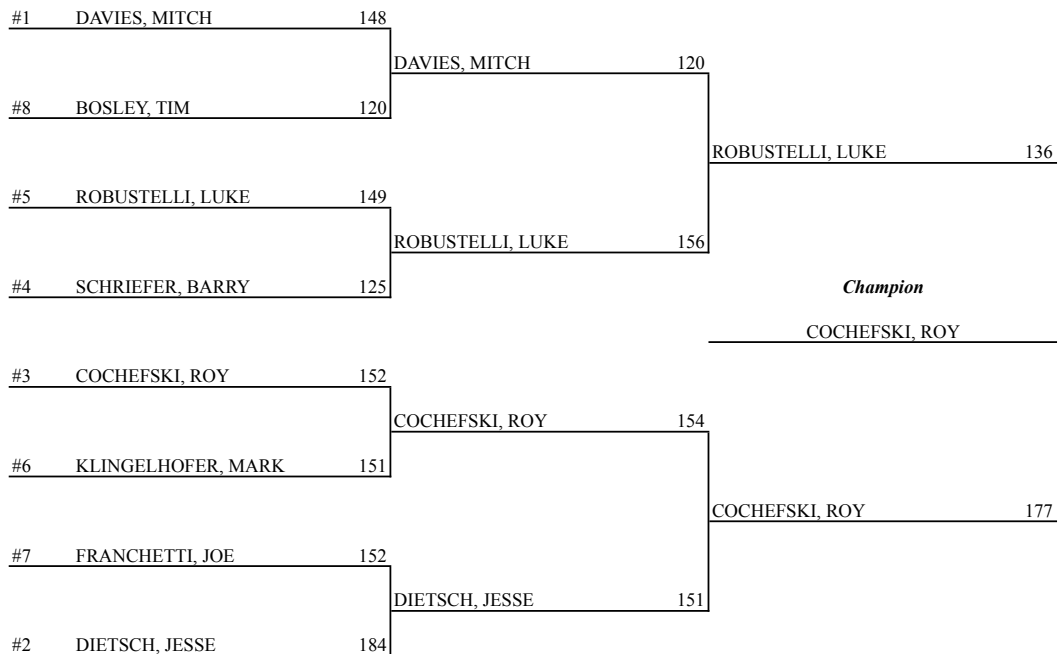 #1 DAVIES, MITCH 148
DAVIES, MITCH 120
#8 BOSLEY, TIM 120
ROBUSTELLI, LUKE 136
#5 ROBUSTELLI, LUKE 149
ROBUSTELLI, LUKE 156
#4 SCHRIEFER, BARRY 125
Champion
COCHEFSKI, ROY
#3 COCHEFSKI, ROY 152
COCHEFSKI, ROY 154
#6 KLINGELHOFER, MARK 151
COCHEFSKI, ROY 177
#7 FRANCHETTI, JOE 152
DIETSCH, JESSE 151
#2 DIETSCH, JESSE 184